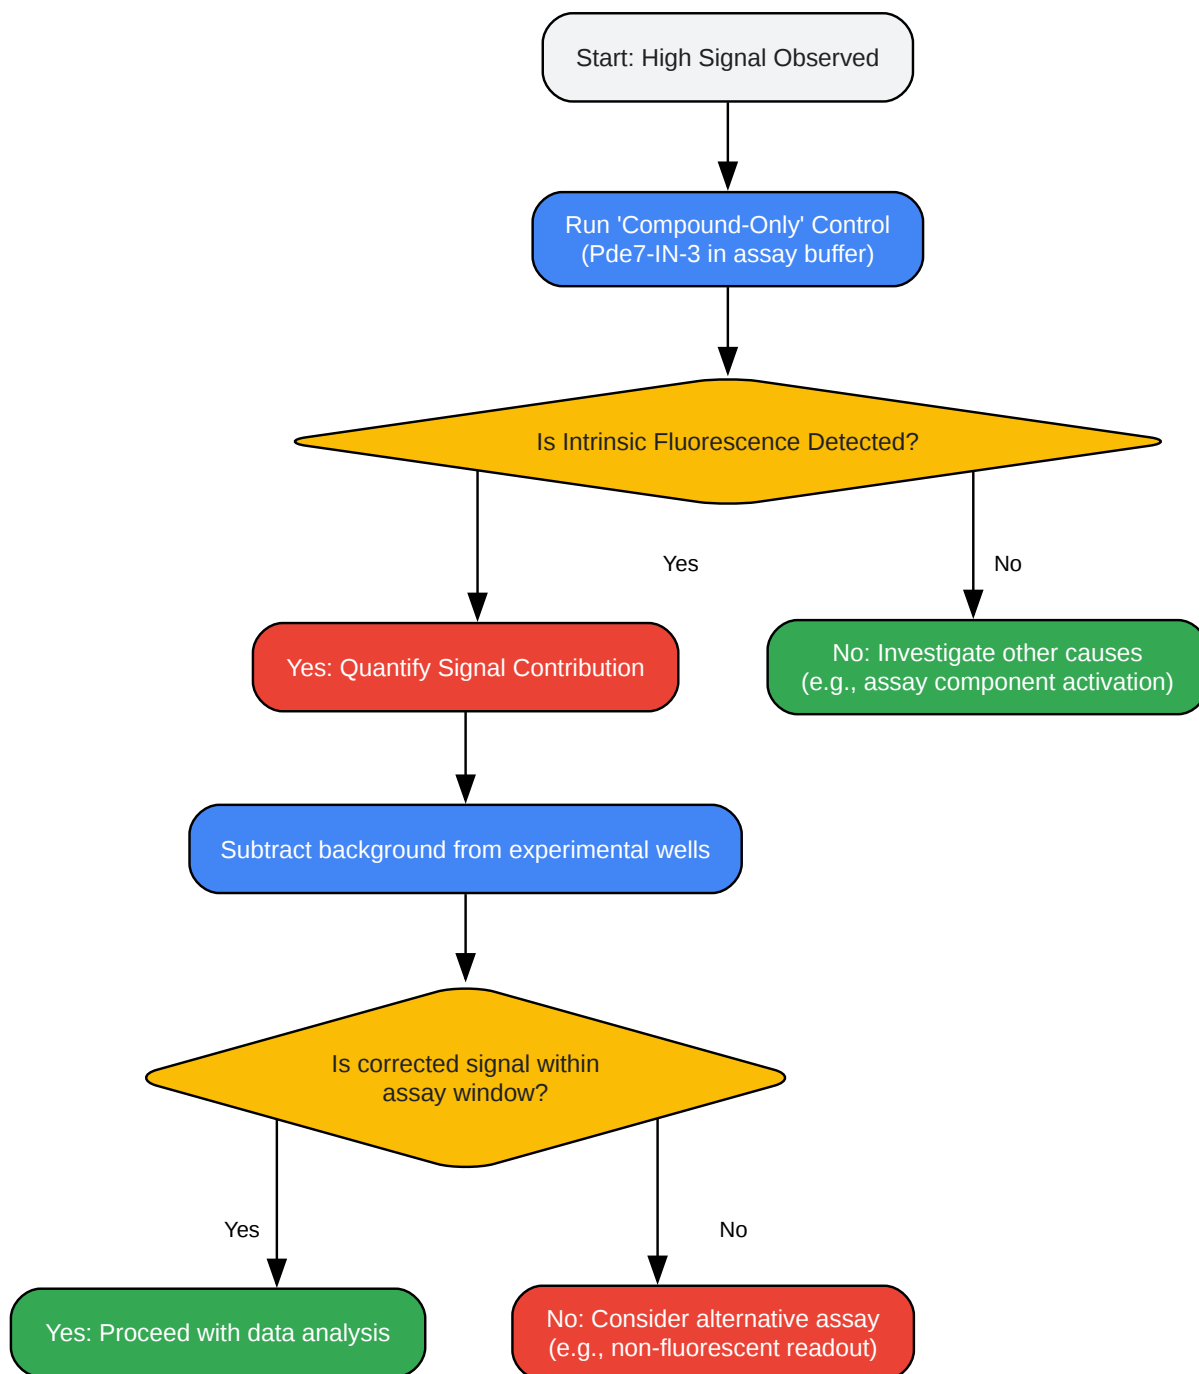 Start: High Signal Observed
Run 'Compound-Only' Control
(Pde7-IN-3 in assay buffer)
Is Intrinsic Fluorescence Detected?
Yes
No
Yes: Quantify Signal Contribution
No: Investigate other causes
(e.g., assay component activation)
Subtract background from experimental wells
Is corrected signal within
assay window?
Yes
No
Yes: Proceed with data analysis
No: Consider alternative assay
(e.g., non-fluorescent readout)